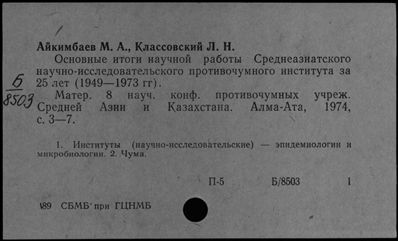 Айкимбаев М. А., Классовский Л. Н.
Основные итоги научной работы Среднеазиатского
научно-исследовательского противочумного института за
25 лет (1949—1973 гг).
Б
8503
Матер. 8 науч. конф. противочумных учреж.
Средней Азии и Казахстана. Алма-Ата, 1974,
с. 3—7.
1. Институты (научно-исследовательские) — эпидемиологии и
микробиологии. 2. Чума.
П-5 Б/8503 1
489 СБМБ при ГЦНМБ